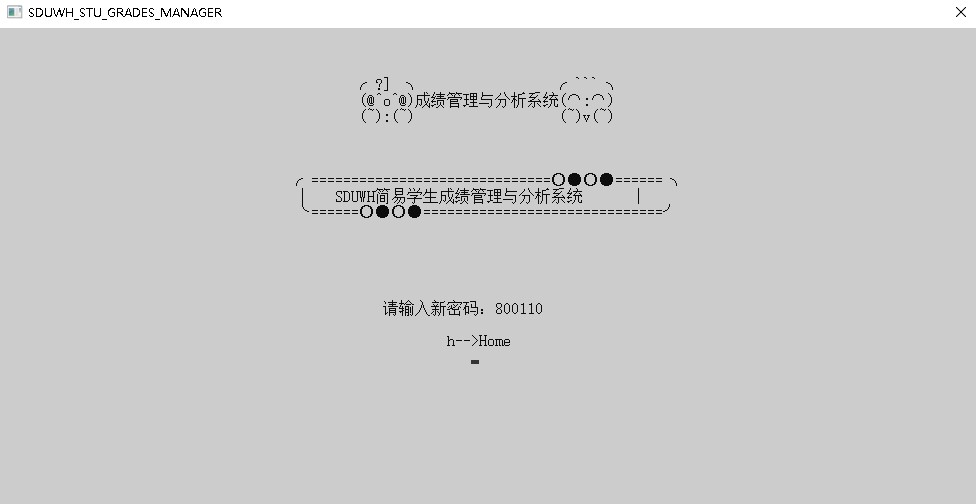 SDUWH_STU_GRADES_MANAGER
╭ ?] ╮ ╭ ``` ╮
(@^o^@)成绩管理与分析系统(⌒:⌒)
(~):(~) (~)v(~)
╭ ==============================○●○●====== ╮
│ SDUWH简易学生成绩管理与分析系统 │
╰======○●○●==============================╯
请输入新密码：800110
h-->Home